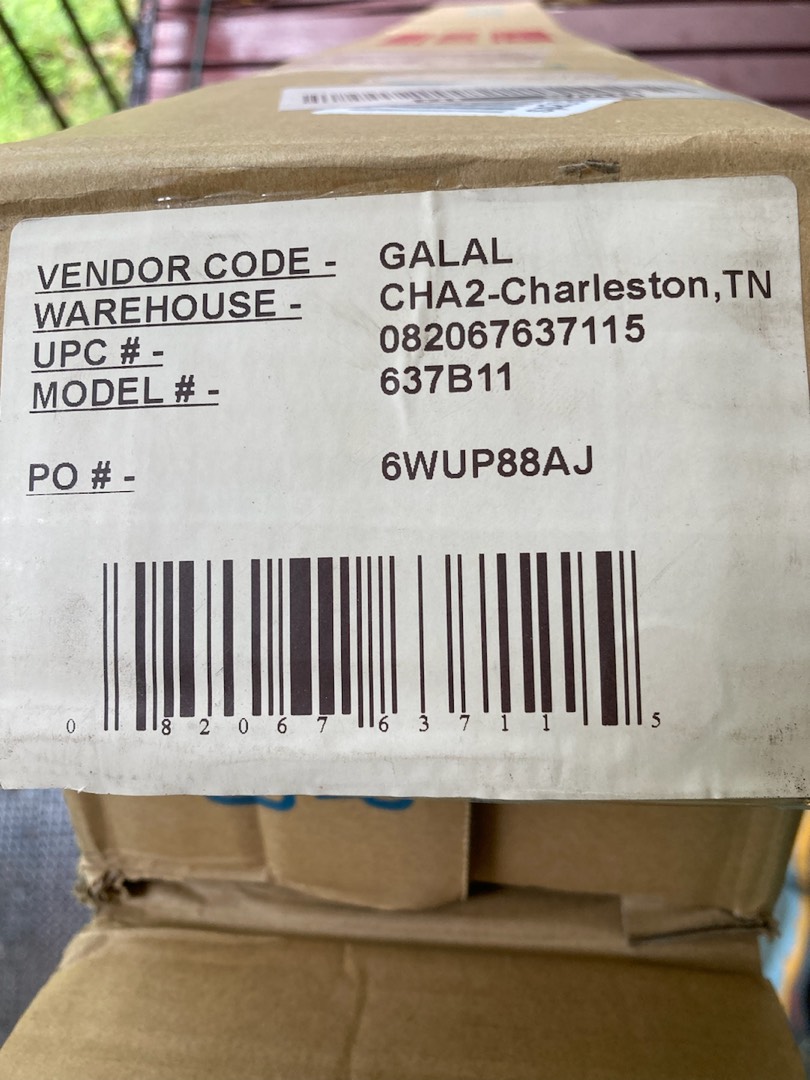 VENDOR CODE - GALAL
WAREHOUSE - CHA2-Charleston,TN
UPC # - 082067637115
MODEL # - 637B11
PO # - 6WUP88AJ
0 82067 63711 5